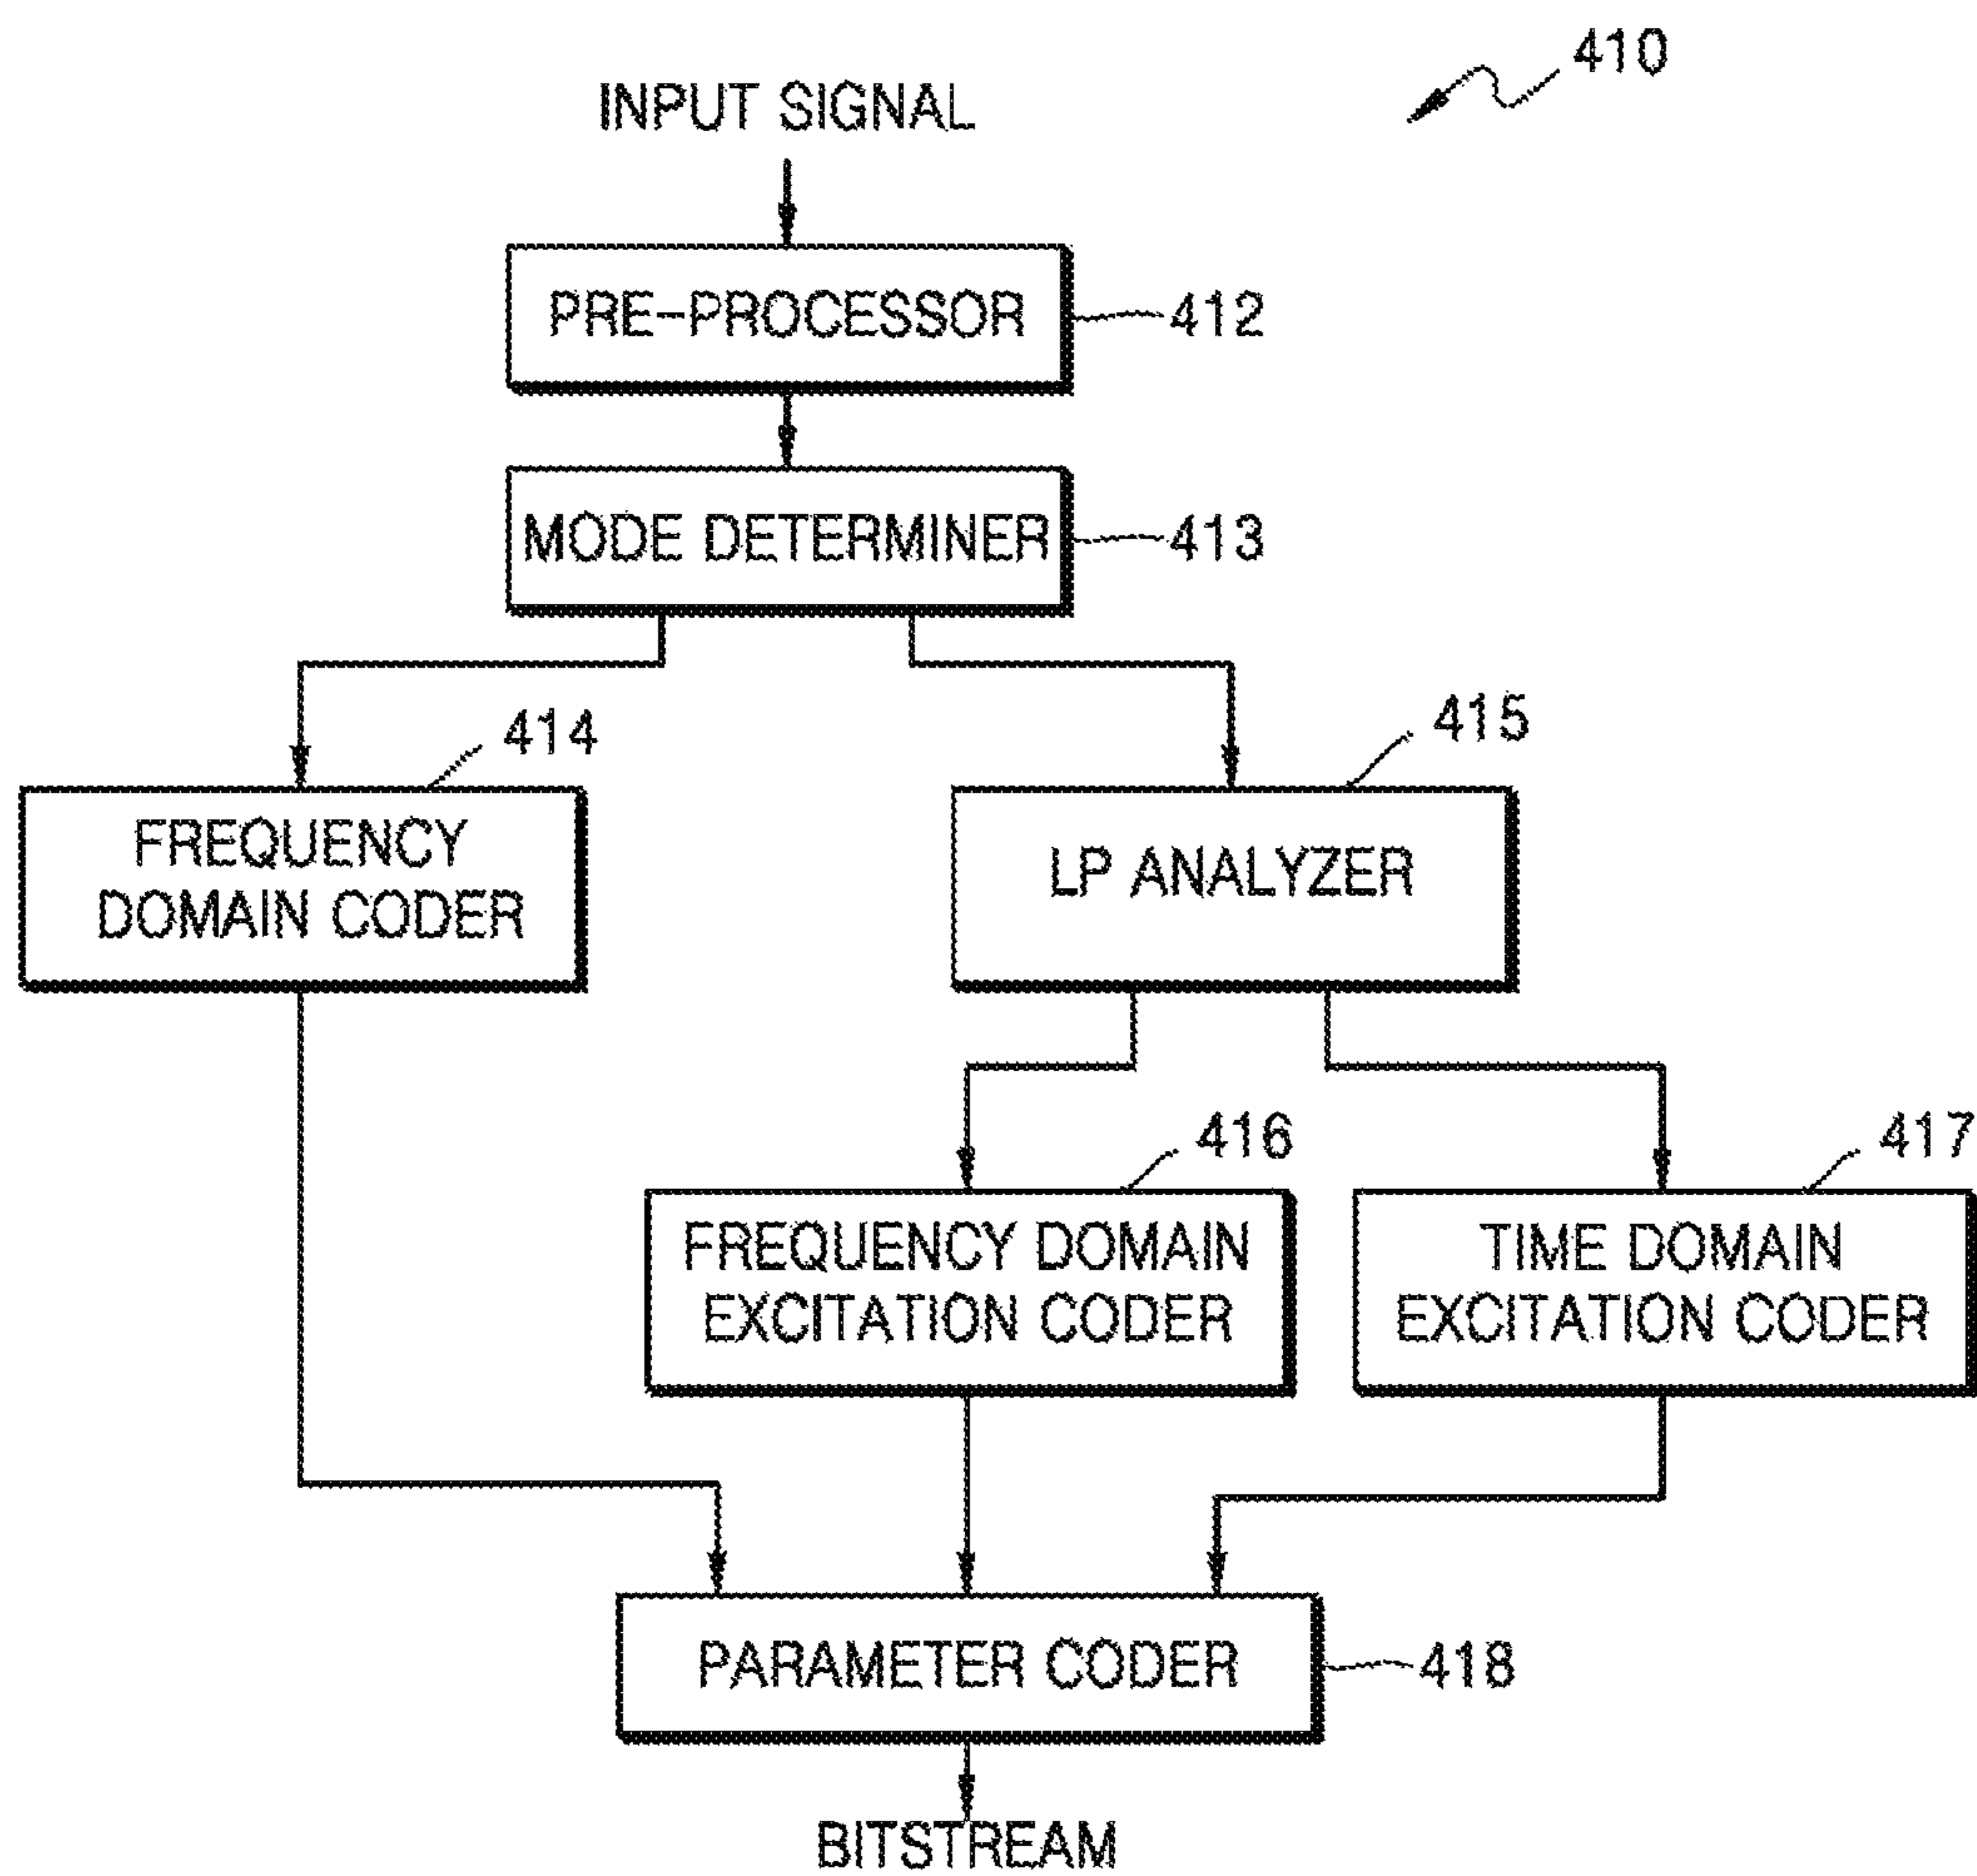 410
INPUT SIGNAL
PRE-PROCESSOR
412
MODE DETERMINER
413
414
415
FREQUENCY
DOMAIN CODER
LP ANALYZER
416
417
FREQUENCY DOMAIN
EXCITATION CODER
TIME DOMAIN
EXCITATION CODER
PARAMETER CODER
418
BITSTREAM